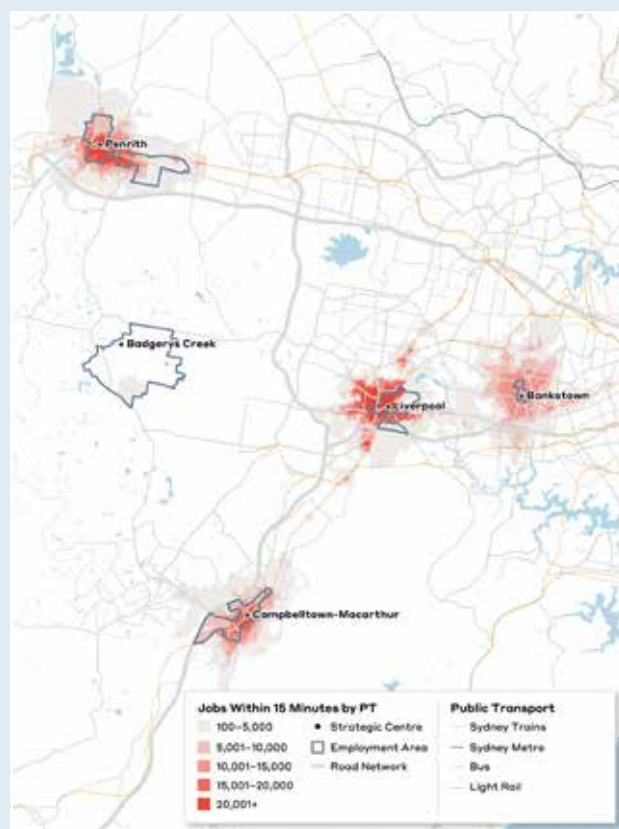 Penrith
Badgerys Creek
Liverpool
Bankstown
Campbelltown-Macarthur
Jobs Within 15 Minutes by PT
100–5,000
5,001–10,000
10,001–15,000
15,001–20,000
20,001+
Strategic Centre
Employment Area
Road Network
Public Transport
Sydney Trains
Sydney Metro
Bus
Light Rail